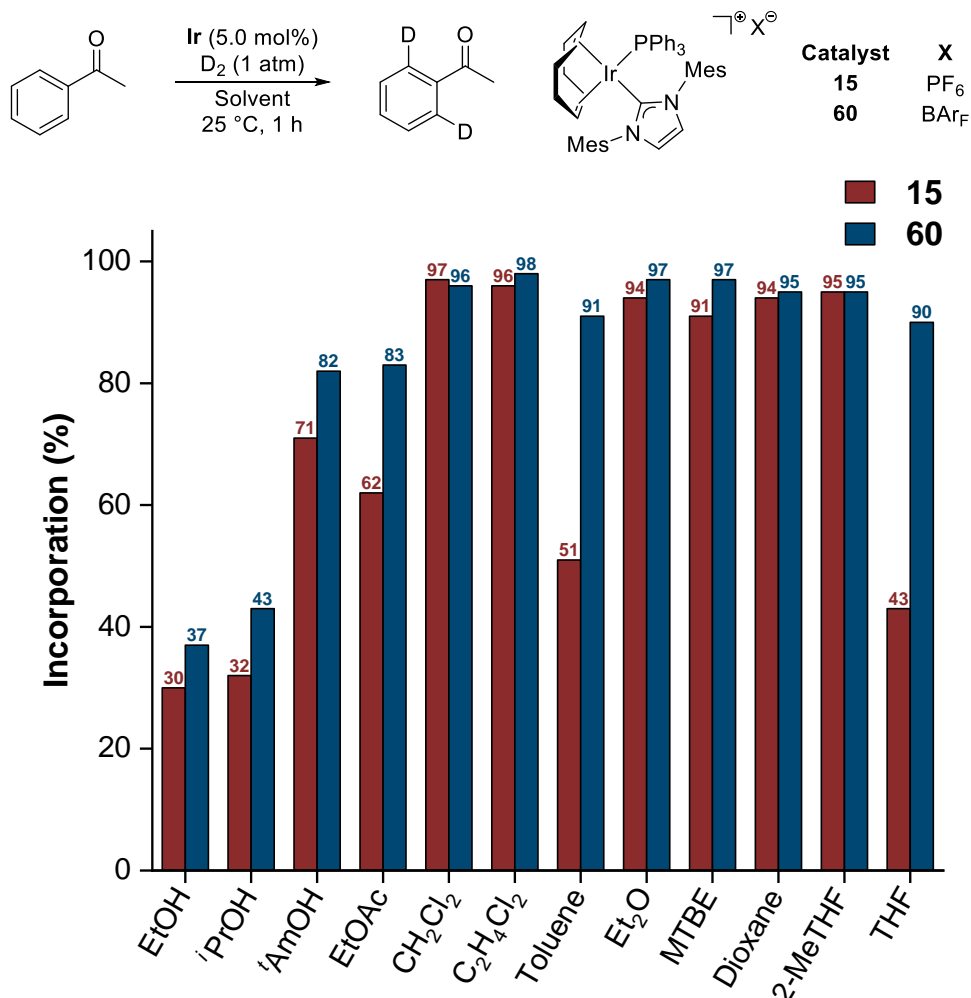 Ir (5.0 mol%)
D₂ (1 atm)
Solvent
25 °C, 1 h
O
D
O
D
PPh₃
Ir
Mes
N
N
Mes
⊕ X⊖
Catalyst X
15 PF₆
60 BArF
15
60
Incorporation (%)
100
80
60
40
20
0
30 37
32 43
71 82
62 83
97 96
96 98
51 91
94 97
91 97
94 95
95 95
43 90
EtOH
ⁱPrOH
ᵗAmOH
EtOAc
CH₂Cl₂
C₂H₄Cl₂
Toluene
Et₂O
MTBE
Dioxane
2-MeTHF
THF